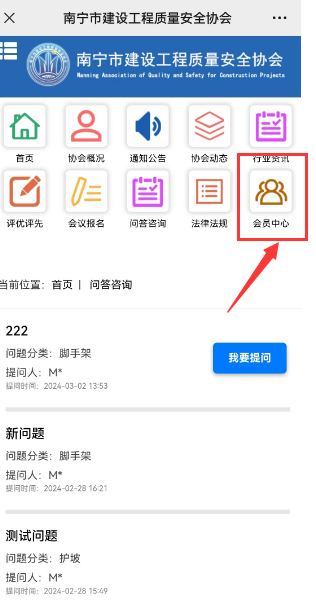 南宁市建设工程质量安全协会
南宁市建设工程质量安全协会
Nanning Association of Quality and Safety for Construction Projects
首页 协会概况 通知公告 协会动态 行业资讯
评优评先 会议报名 问答咨询 法律法规 会员中心
当前位置：首页 | 问答咨询
222
问题分类：脚手架
我要提问
提问人：M*
提问时间：2024-03-02 13:53
新问题
问题分类：脚手架
提问人：M*
提问时间：2024-02-28 16:21
测试问题
问题分类：护坡
提问人：M*
提问时间：2024-02-28 15:49